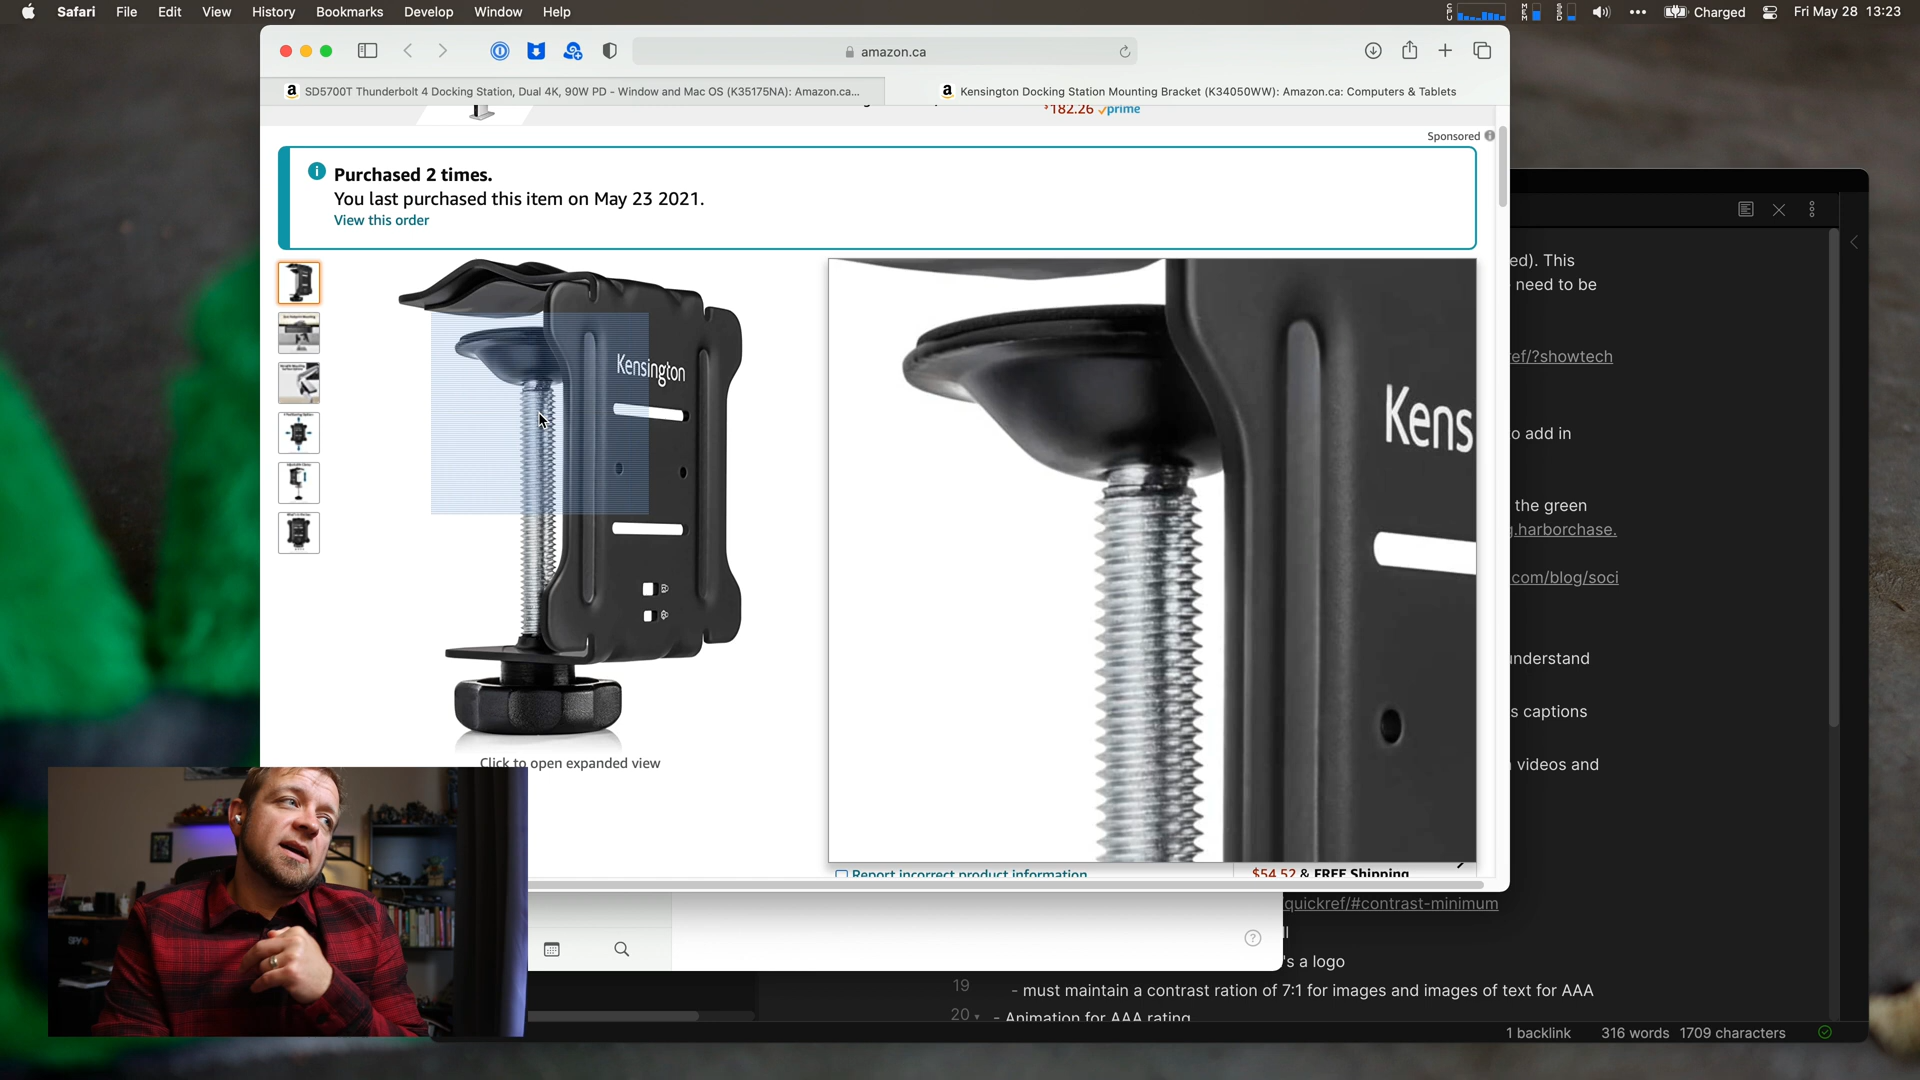 Safari File Edit View History Bookmarks Develop Window Help
CPU MEM SSD Charged Fri May 28 13:23
amazon.ca
SD5700T Thunderbolt 4 Docking Station, Dual 4K, 90W PD - Window and Mac OS (K35175NA): Amazon.ca...
Kensington Docking Station Mounting Bracket (K34050WW): Amazon.ca: Computers & Tablets
$182.26 prime
Sponsored
Purchased 2 times.
You last purchased this item on May 23 2021.
View this order
Kensington
Kens
Click to open expanded view
Report incorrect product information
$54.52 & FREE Shipping
ed). This
need to be
ef/?showtech
o add in
the green
g.harborchase.
com/blog/soci
understand
s captions
videos and
quickref/#contrast-minimum
's a logo
19 - must maintain a contrast ration of 7:1 for images and images of text for AAA
20 - Animation for AAA rating
1 backlink 316 words 1709 characters